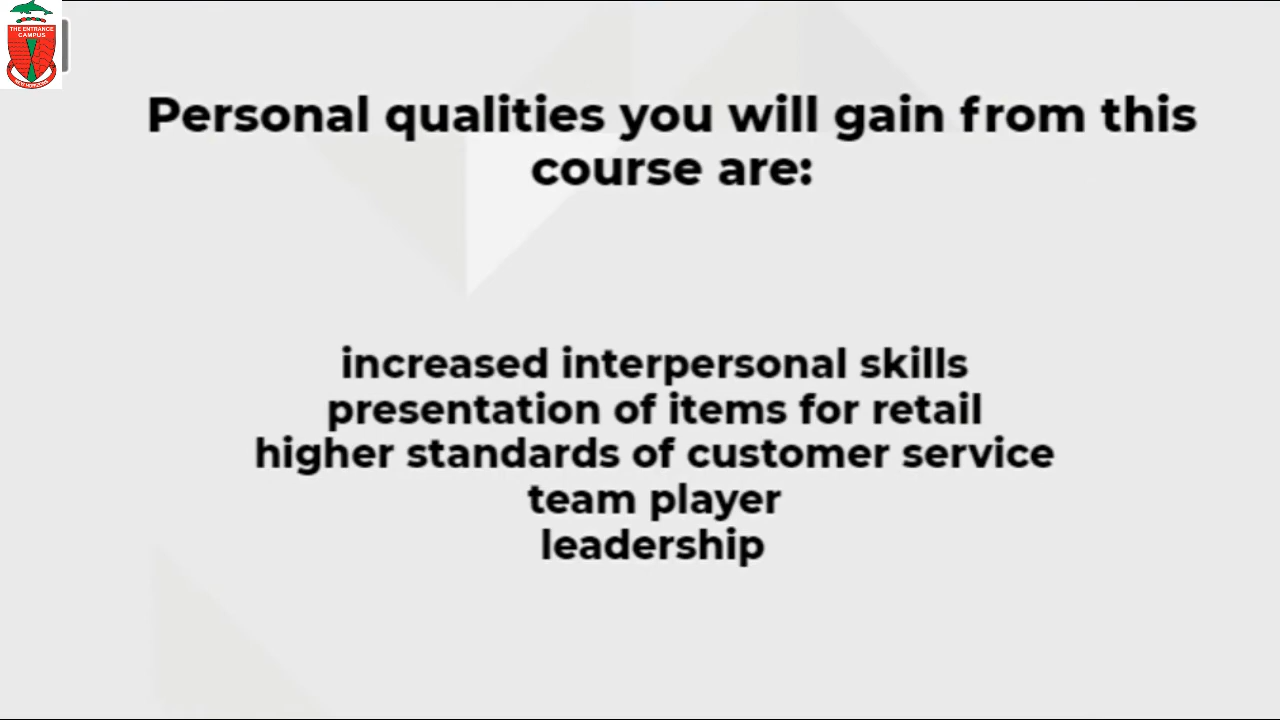 THE ENTRANCE
CAMPUS
Personal qualities you will gain from this
course are:
increased interpersonal skills
presentation of items for retail
higher standards of customer service
team player
leadership